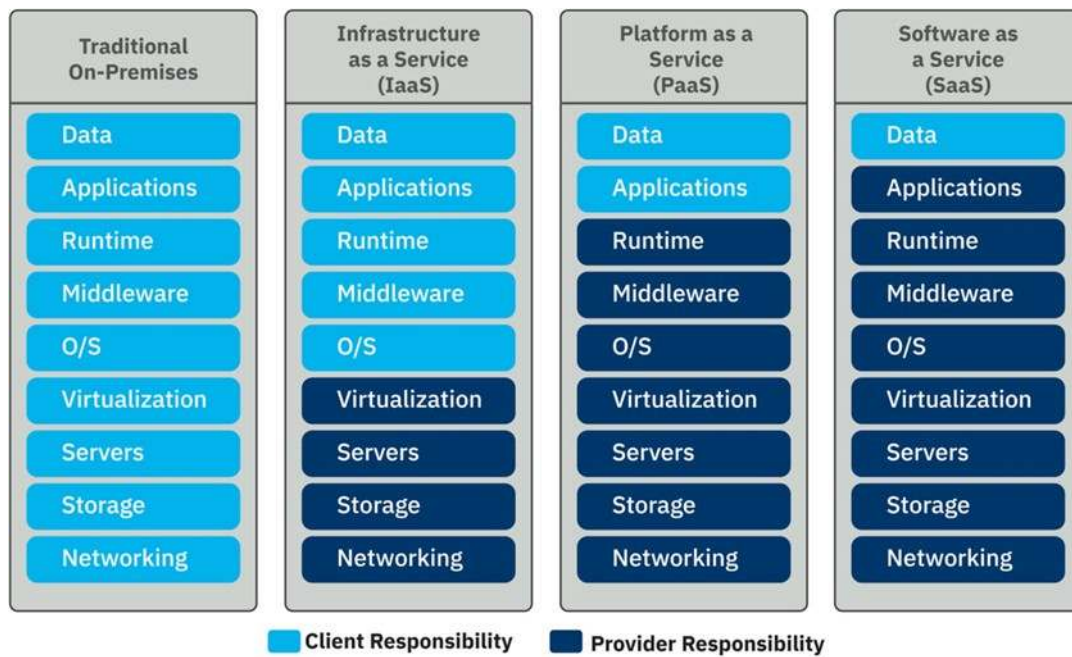 Traditional
On-Premises
Data
Applications
Runtime
Middleware
O/S
Virtualization
Servers
Storage
Networking
Infrastructure
as a Service
(IaaS)
Data
Applications
Runtime
Middleware
O/S
Virtualization
Servers
Storage
Networking
Platform as a
Service
(PaaS)
Data
Applications
Runtime
Middleware
O/S
Virtualization
Servers
Storage
Networking
Software as
a Service
(SaaS)
Data
Applications
Runtime
Middleware
O/S
Virtualization
Servers
Storage
Networking
Client Responsibility
Provider Responsibility